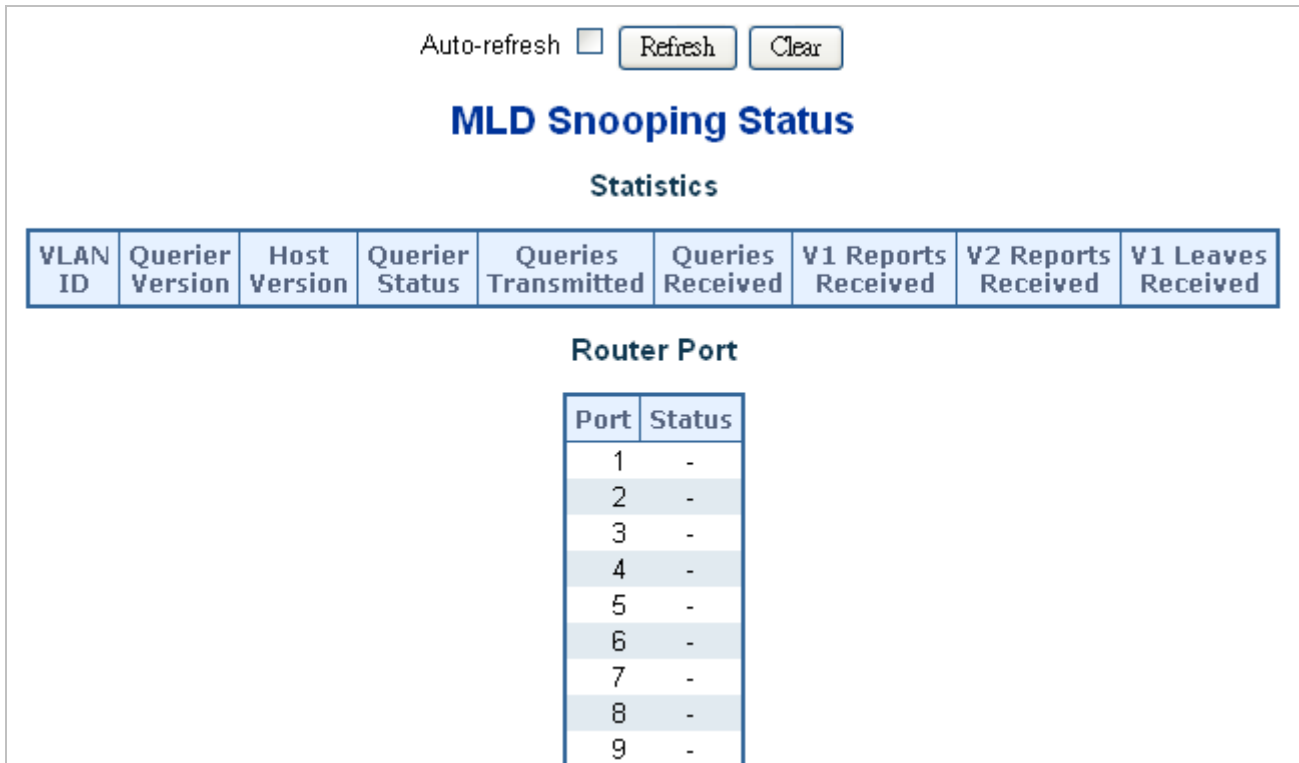 Auto-refresh Refresh Clear
MLD Snooping Status
Statistics
VLAN ID Querier Version Host Version Querier Status Queries Transmitted Queries Received V1 Reports Received V2 Reports Received V1 Leaves Received
Router Port
Port Status
1 -
2 -
3 -
4 -
5 -
6 -
7 -
8 -
9 -